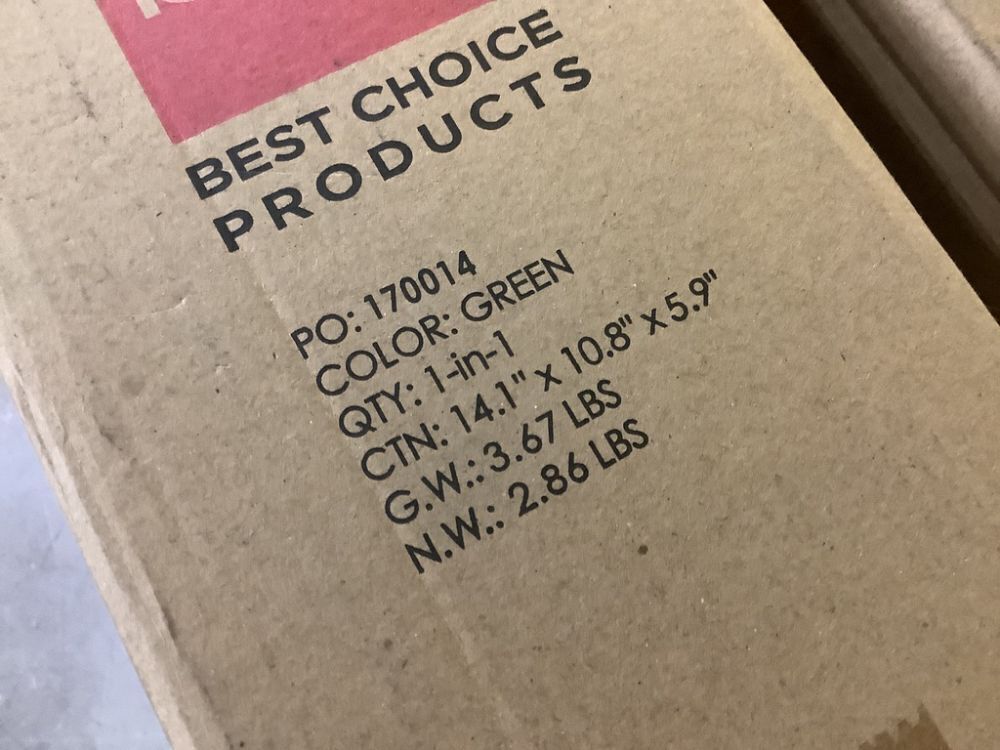 BEST CHOICE
PRODUCTS
PO: 170014
COLOR: GREEN
QTY: 1-in-1
CTN: 14.1" x 10.8" x 5.9"
G.W.: 3.67 LBS
N.W.: 2.86 LBS